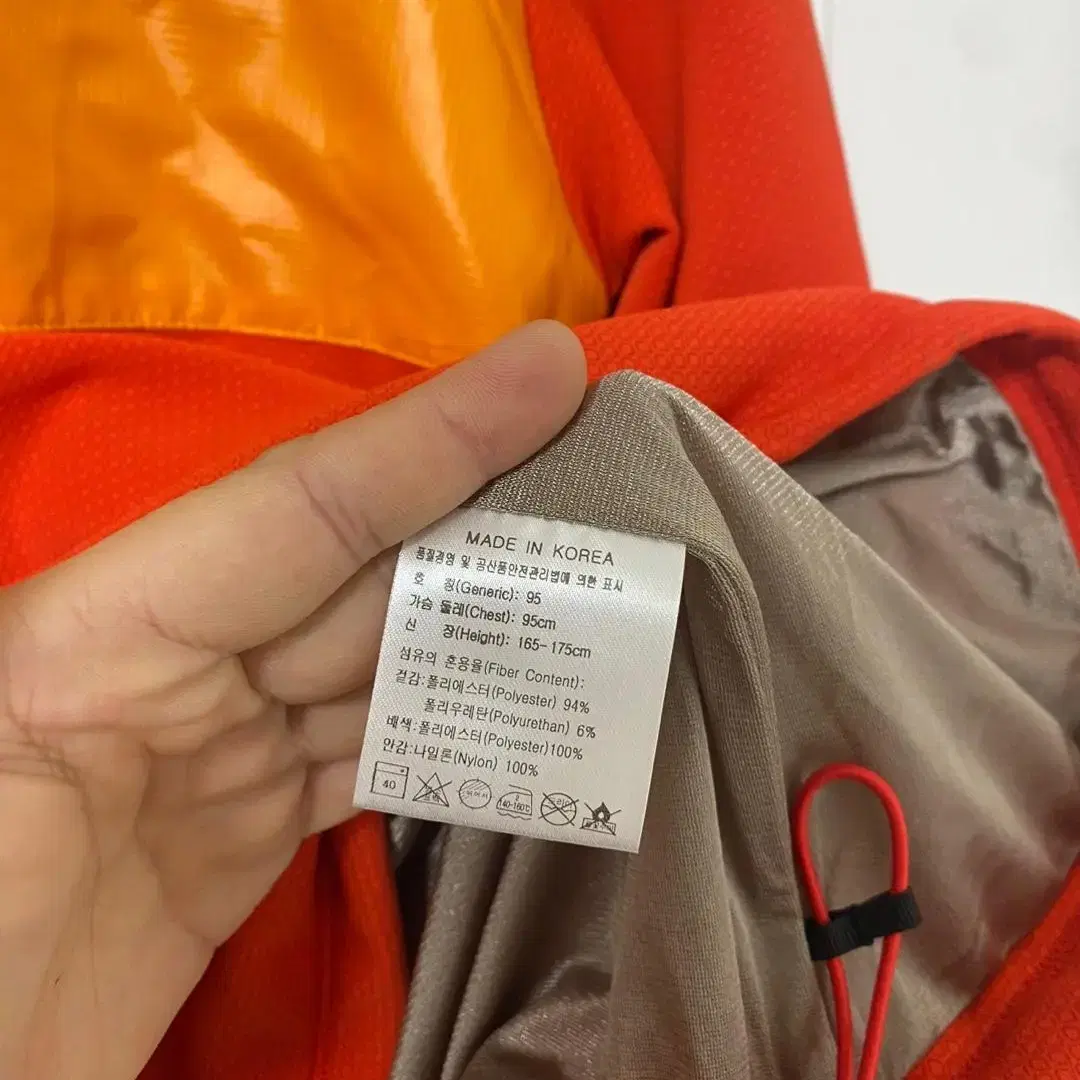 MADE IN KOREA
품질경영 및 공산품안전관리법에 의한 표시
호 칭(Generic): 95
가슴 둘레(Chest): 95cm
신 장(Height): 165-175cm
섬유의 혼용율(Fiber Content):
겉감:폴리에스터(Polyester) 94%
폴리우레탄(Polyurethan) 6%
배색:폴리에스터(Polyester)100%
안감:나일론(Nylon) 100%
40
140-160℃
드라이